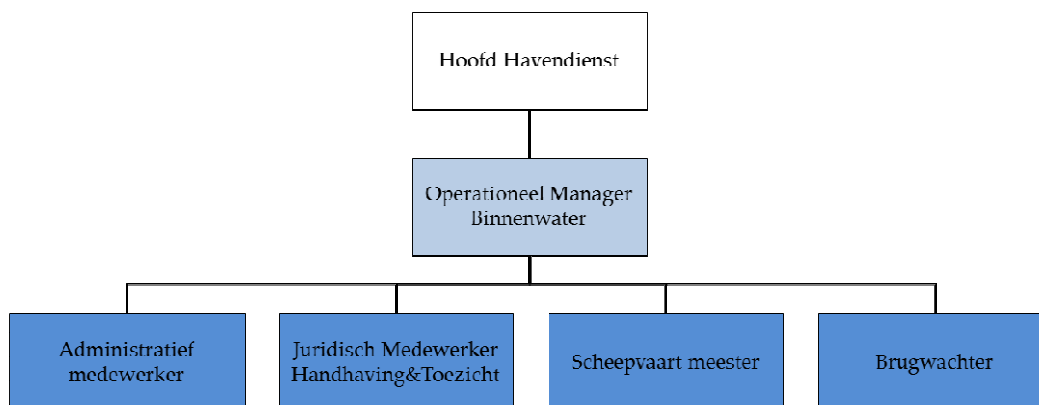 Hoofd Havendienst
Operationeel Manager
Binnenwater
Administratief
medewerker
Juridisch Medewerker
Handhaving&Toezicht
Scheepvaart meester
Brugwachter